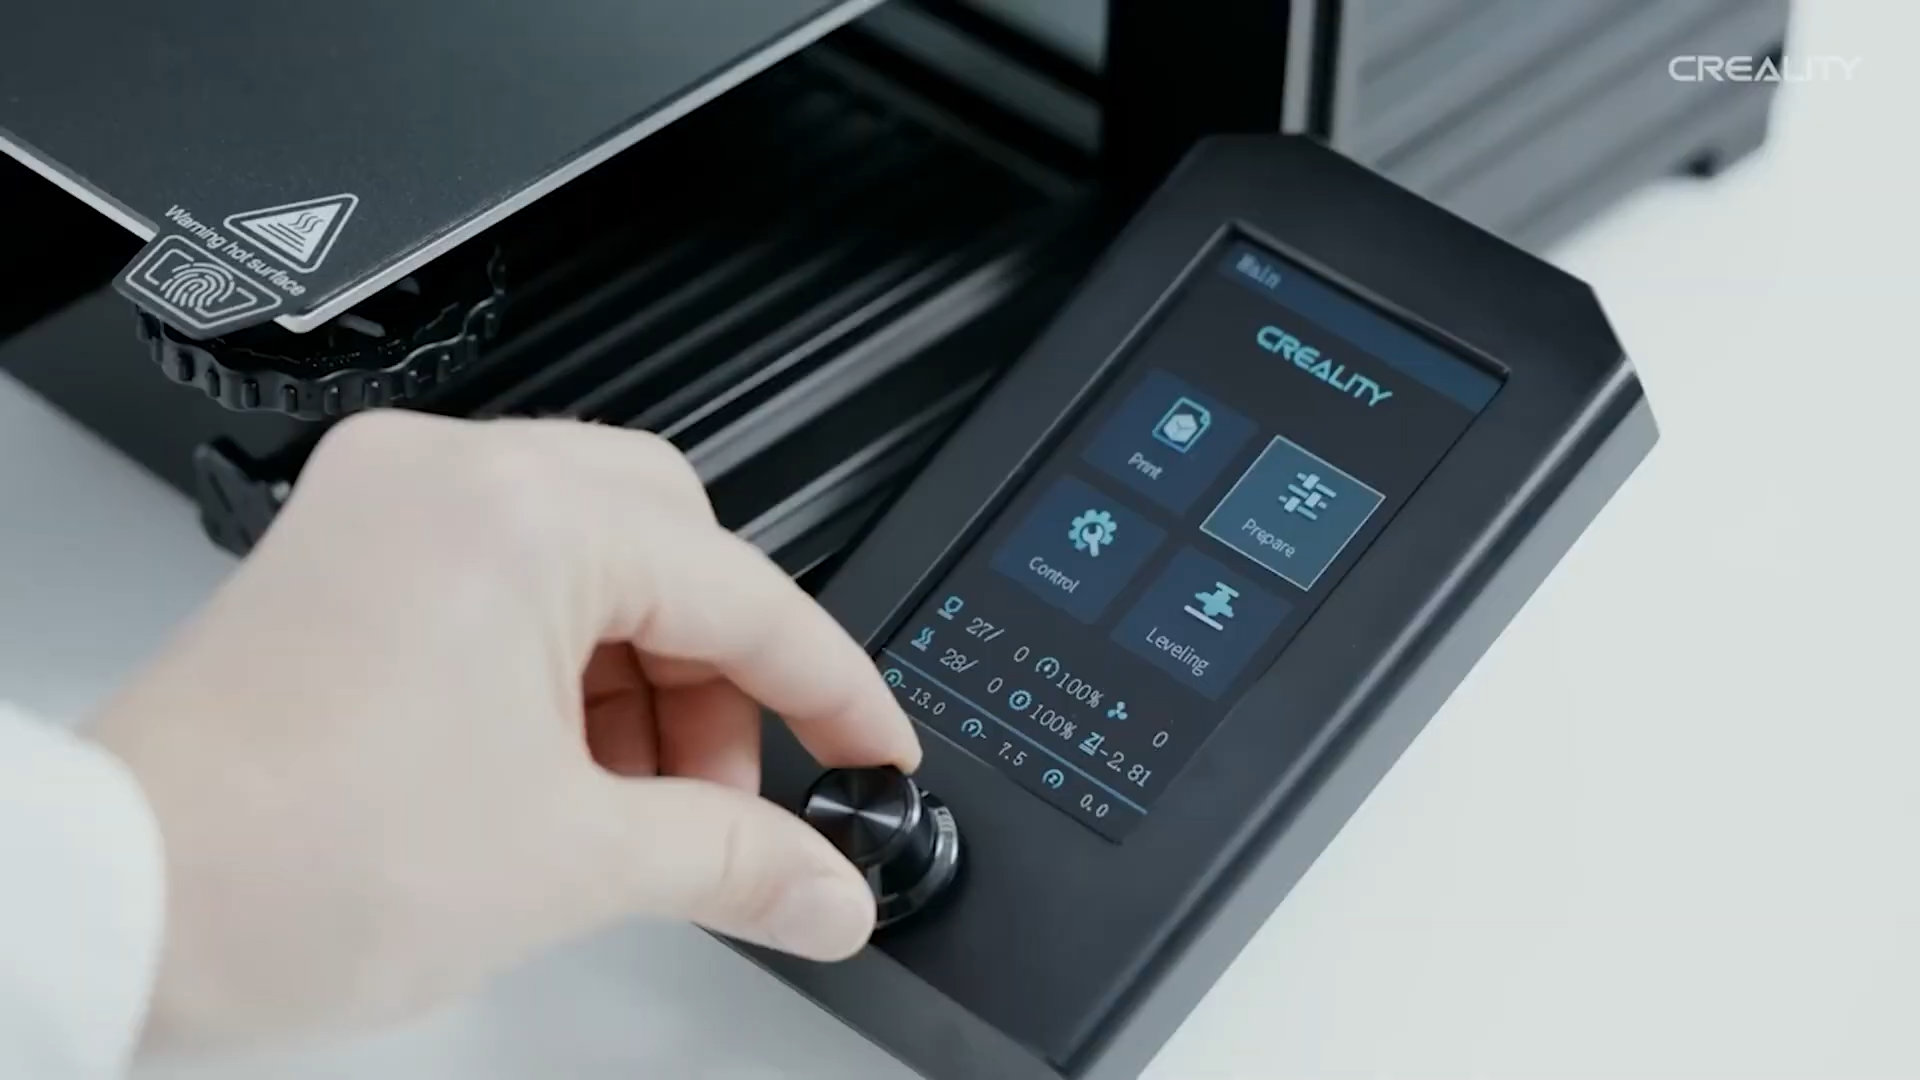 CREALITY
Warning hot surface
Main
CREALITY
Print
Prepare
Control
Leveling
27/ 0 100% 0
28/ 0 100% Z -2.81
X -13.0 Y - 7.5 Z 0.0